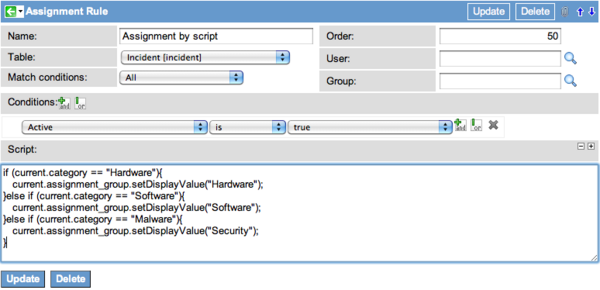 Assignment Rule Update Delete
Name: Assignment by script Order: 50
Table: Incident [incident] User:
Match conditions: All Group:
Conditions: and or
Active is true and or
Script:
if (current.category == "Hardware"){
current.assignment_group.setDisplayValue("Hardware");
}else if (current.category == "Software"){
current.assignment_group.setDisplayValue("Software");
}else if (current.category == "Malware"){
current.assignment_group.setDisplayValue("Security");
}
Update Delete